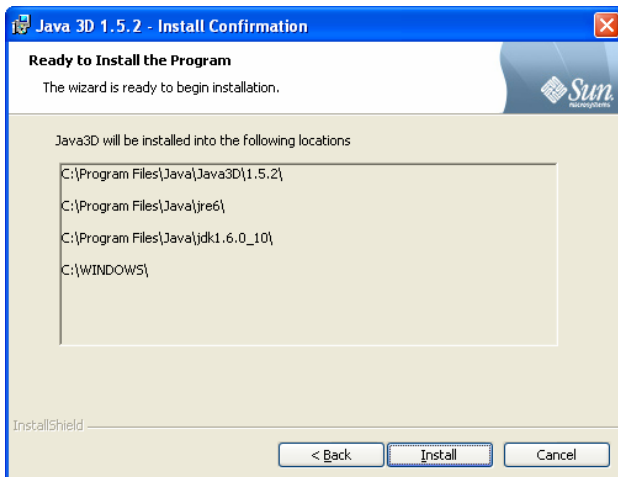 Java 3D 1.5.2 - Install Confirmation
Ready to Install the Program
The wizard is ready to begin installation.
Sun
microsystems
Java3D will be installed into the following locations
C:\Program Files\Java\Java3D\1.5.2\
C:\Program Files\Java\jre6\
C:\Program Files\Java\jdk1.6.0_10\
C:\WINDOWS\
InstallShield
< Back
Install
Cancel